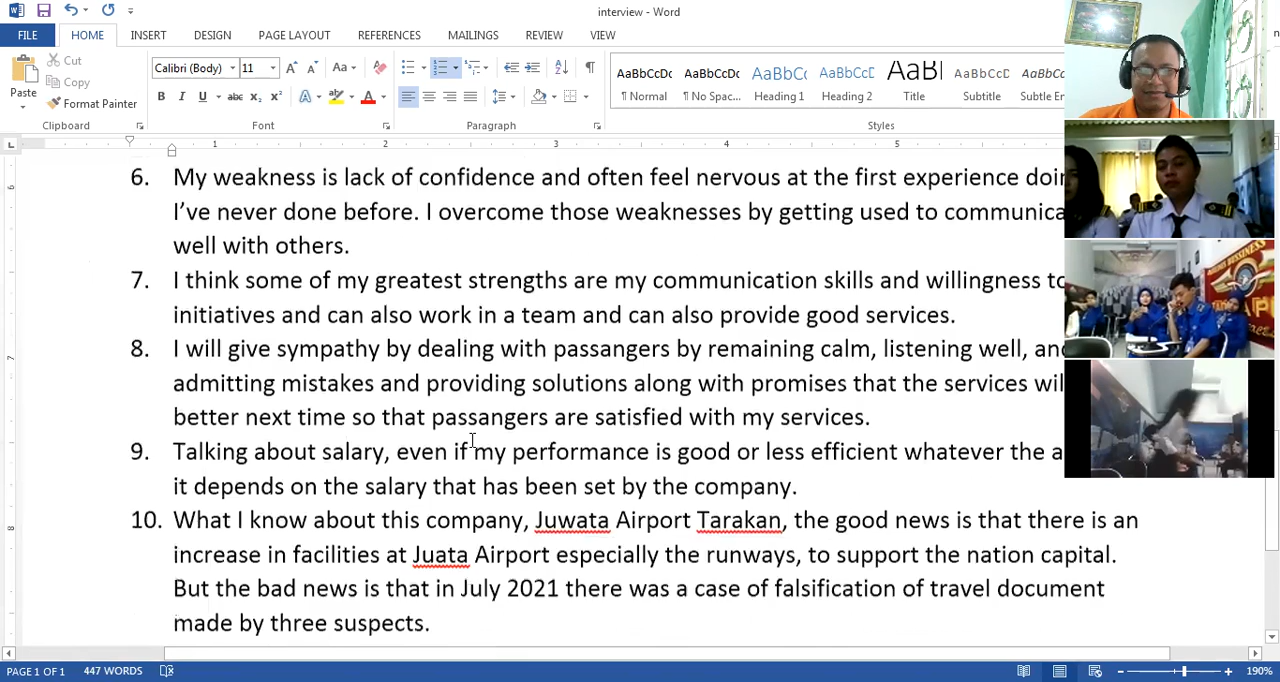 interview - Word
FILE HOME INSERT DESIGN PAGE LAYOUT REFERENCES MAILINGS REVIEW VIEW
Cut
Copy
Paste
Format Painter
Calibri (Body) 11
AaBbCcDc AaBbCcDc AaBbCc AaBbCcC AaBl AaBbCcD AaBbCcD
¶ Normal ¶ No Spac... Heading 1 Heading 2 Title Subtitle Subtle En
Clipboard Font Paragraph Styles
1 2 3 4 5
6. My weakness is lack of confidence and often feel nervous at the first experience
I've never done before. I overcome those weaknesses by getting used to
well with others.
7. I think some of my greatest strengths are my communication skills and willingness to
initiatives and can also work in a team and can also provide good services.
8. I will give sympathy by dealing with passangers by remaining calm, listening well,
admitting mistakes and providing solutions along with promises that the services
better next time so that passangers are satisfied with my services.
9. Talking about salary, even if my performance is good or less efficient whatever the
it depends on the salary that has been set by the company.
10. What I know about this company, Juwata Airport Tarakan, the good news is that there is an
increase in facilities at Juata Airport especially the runways, to support the nation capital.
But the bad news is that in July 2021 there was a case of falsification of travel document
made by three suspects.
PAGE 1 OF 1 447 WORDS 190%